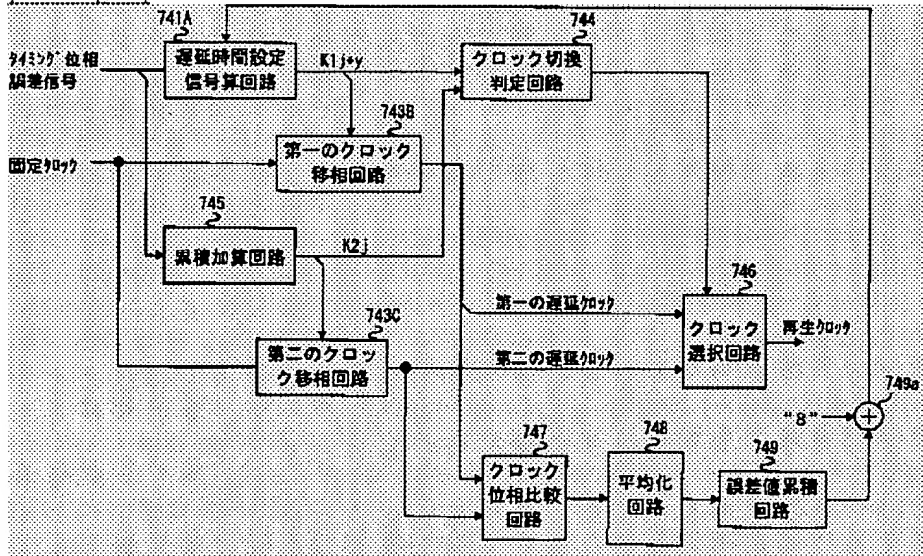 741A
遅延時間設定
信号算回路
744
クロック切換
判定回路
タイミング位相
誤差信号
K1j+y
743B
第一のクロック
移相回路
固定クロック
745
累積加算回路
K2j
746
クロック
選択回路
第一の遅延クロック
再生クロック
743C
第二のクロッ
ク移相回路
第二の遅延クロック
749a
"8"
747
クロック
位相比較
回路
748
平均化
回路
749
誤差値累積
回路